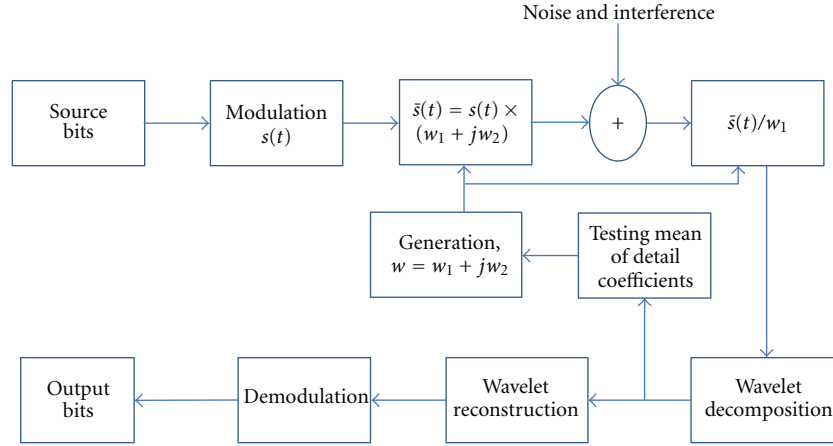 Noise and interference
Source
bits
Modulation
s(t)
s̄(t) = s(t) ×
(w₁ + jw₂)
+
s̄(t)/w₁
Generation,
w = w₁ + jw₂
Testing mean
of detail
coefficients
Output
bits
Demodulation
Wavelet
reconstruction
Wavelet
decomposition